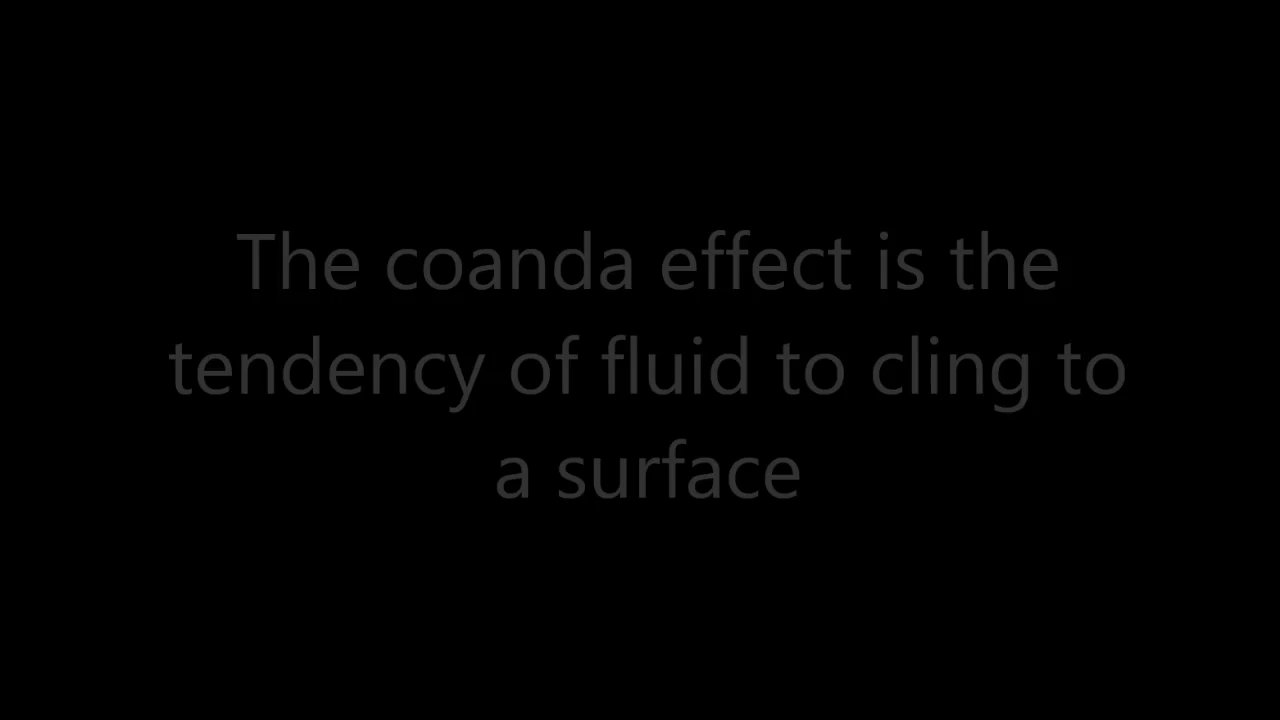 The coanda effect is the
tendency of fluid to cling to
a surface